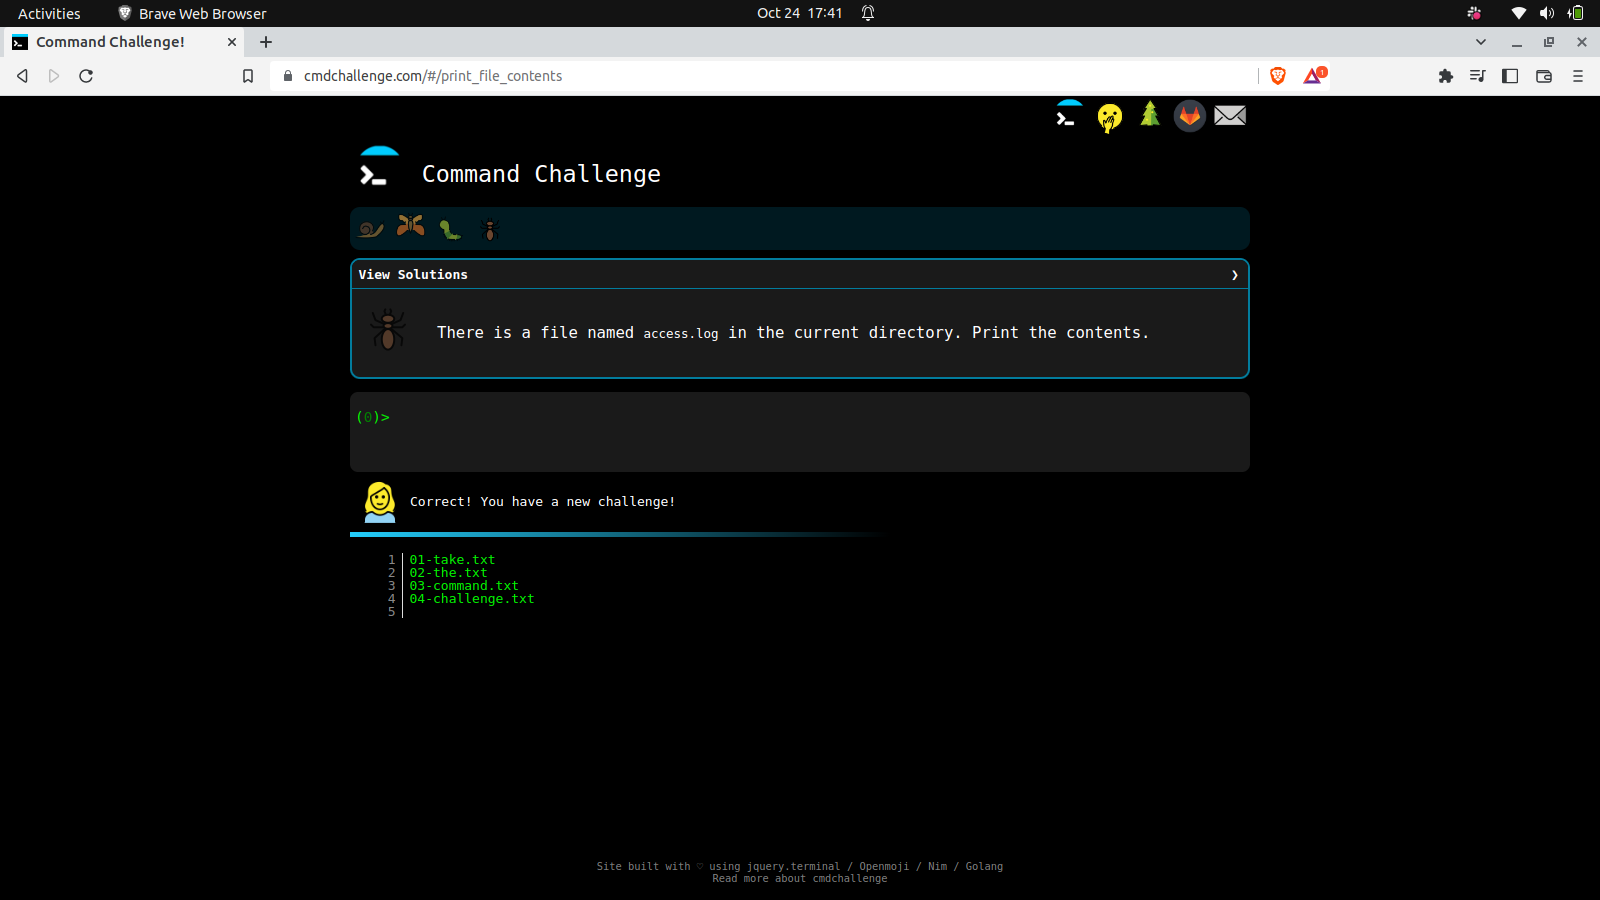 Activities
Brave Web Browser
Oct 24 17:41
Command Challenge!
cmdchallenge.com/#/print_file_contents
1
Command Challenge
View Solutions
There is a file named access.log in the current directory. Print the contents.
(0)>
Correct! You have a new challenge!
1 01-take.txt
2 02-the.txt
3 03-command.txt
4 04-challenge.txt
5
Site built with ♡ using jquery.terminal / Openmoji / Nim / Golang
Read more about cmdchallenge